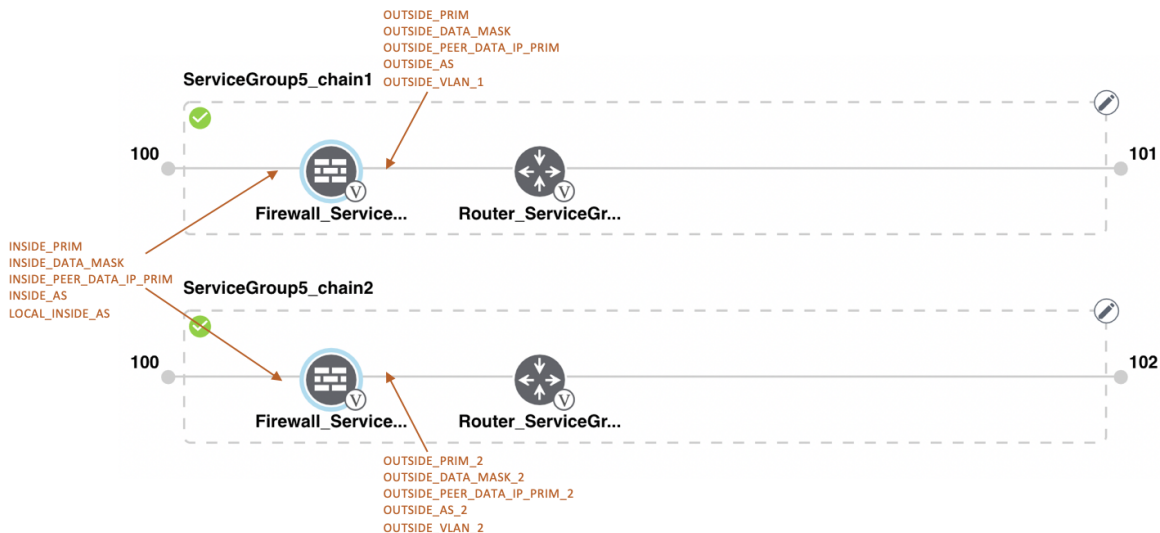 OUTSIDE_PRIM
OUTSIDE_DATA_MASK
OUTSIDE_PEER_DATA_IP_PRIM
OUTSIDE_AS
OUTSIDE_VLAN_1
ServiceGroup5_chain1
100
101
V
V
Firewall_Service...
Router_ServiceGr...
INSIDE_PRIM
INSIDE_DATA_MASK
INSIDE_PEER_DATA_IP_PRIM
INSIDE_AS
LOCAL_INSIDE_AS
ServiceGroup5_chain2
100
102
V
V
Firewall_Service...
Router_ServiceGr...
OUTSIDE_PRIM_2
OUTSIDE_DATA_MASK_2
OUTSIDE_PEER_DATA_IP_PRIM_2
OUTSIDE_AS_2
OUTSIDE_VLAN_2